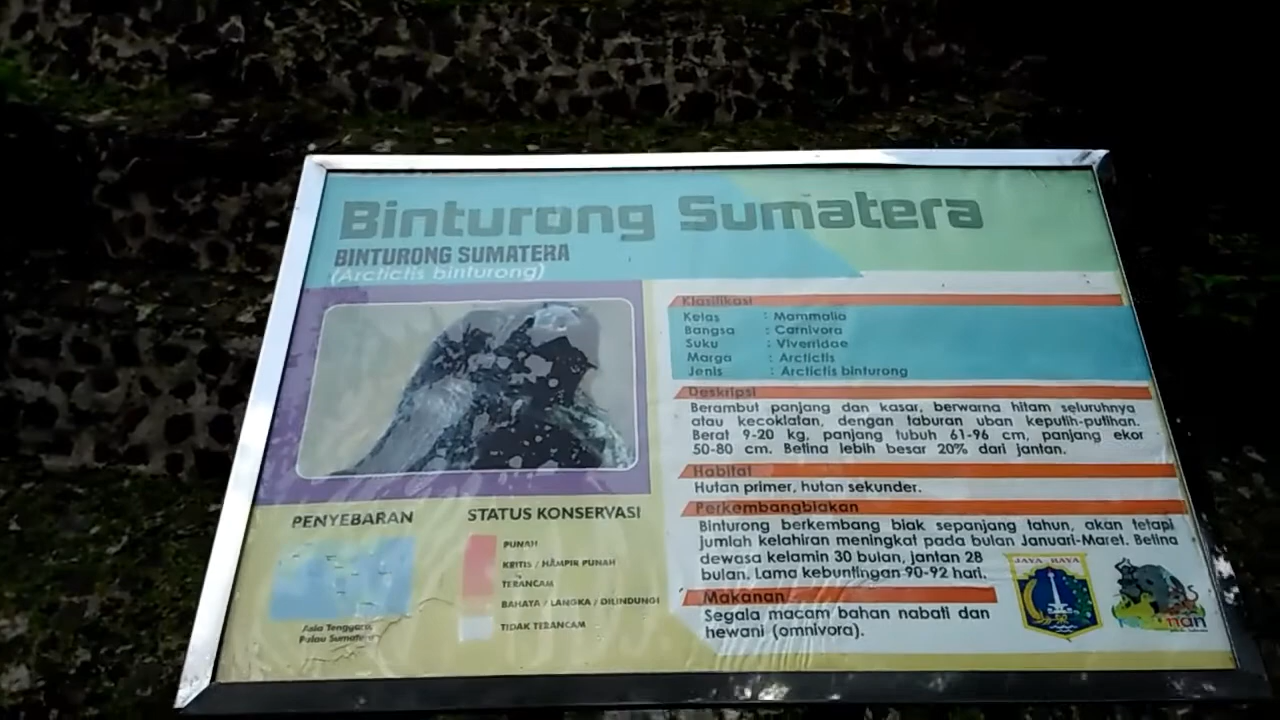 Binturong Sumatera
BINTURONG SUMATERA
(Arctictis binturong)
Klasifikasi
Kelas : Mammalia
Bangsa : Carnivora
Suku : Viverridae
Marga : Arctictis
Jenis : Arctictis binturong
Deskripsi
Berambut panjang dan kasar, berwarna hitam seluruhnya
atau kecoklatan, dengan taburan uban keputih-putihan.
Berat 9-20 kg, panjang tubuh 61-96 cm, panjang ekor
50-80 cm. Betina lebih besar 20% dari jantan.
Habitat
Hutan primer, hutan sekunder.
Perkembangbiakan
Binturong berkembang biak sepanjang tahun, akan tetapi
jumlah kelahiran meningkat pada bulan Januari-Maret. Betina
dewasa kelamin 30 bulan, jantan 28
bulan. Lama kebuntingan 90-92 hari.
Makanan
Segala macam bahan nabati dan
hewani (omnivora).
PENYEBARAN
Asia Tenggara,
Pulau Sumatera
STATUS KONSERVASI
PUNAH
KRITIS / HAMPIR PUNAH
TERANCAM
BAHAYA / LANGKA / DILINDUNGI
TIDAK TERANCAM
JAYA RAYA